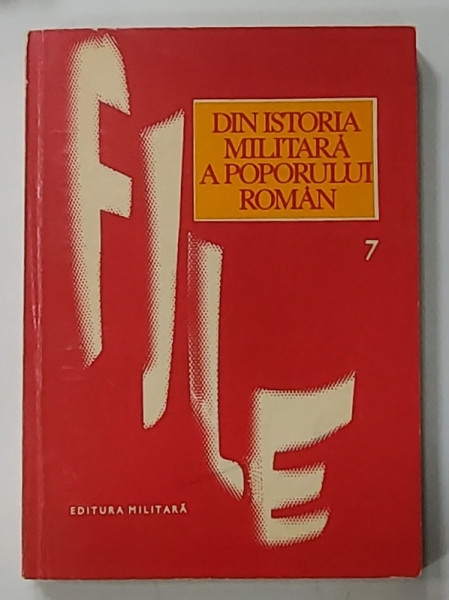 FILE
DIN ISTORIA
MILITARĂ
A POPORULUI
ROMÂN
7
EDITURA MILITARĂ